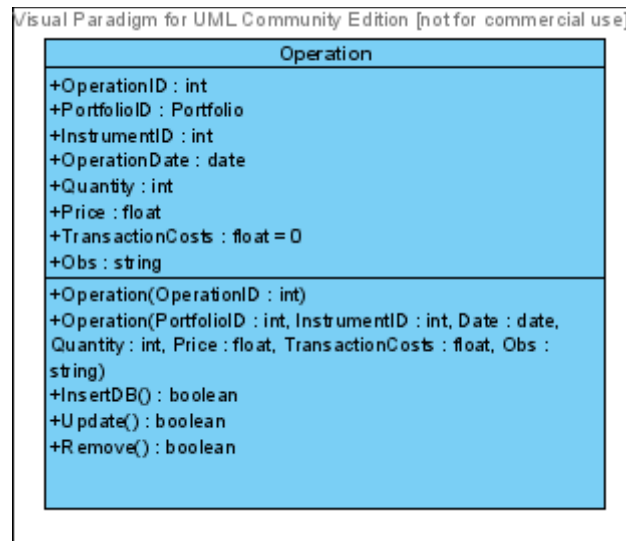 Visual Paradigm for UML Community Edition [not for commercial use]
Operation
+OperationID : int
+PortfolioID : Portfolio
+InstrumentID : int
+OperationDate : date
+Quantity : int
+Price : float
+TransactionCosts : float = 0
+Obs : string
+Operation(OperationID : int)
+Operation(PortfolioID : int, InstrumentID : int, Date : date,
Quantity : int, Price : float, TransactionCosts : float, Obs :
string)
+InsertDB() : boolean
+Update() : boolean
+Remove() : boolean